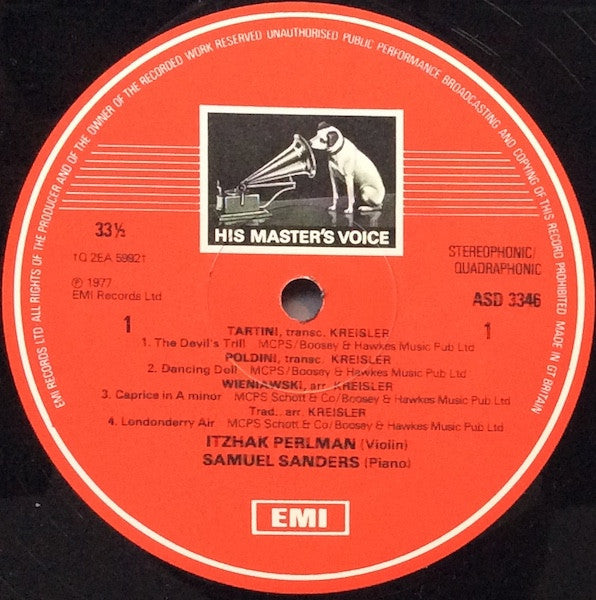 EMI RECORDS LTD ALL RIGHTS OF THE PRODUCER AND OF THE OWNER OF THE RECORDED WORK RESERVED UNAUTHORISED PUBLIC PERFORMANCE BROADCASTING AND COPYING OF THIS RECORD PROHIBITED MADE IN GT BRITAIN
HIS MASTER'S VOICE
33⅓
STEREOPHONIC/
QUADRAPHONIC
ⓟ 1977
EMI Records Ltd
ASD 3346
1
1
TARTINI, transc. KREISLER
1. The Devil's Trill MCPS/Boosey & Hawkes Music Pub Ltd
POLDINI, transc. KREISLER
2. Dancing Doll MCPS/Boosey & Hawkes Music Pub Ltd
WIENIAWSKI, arr. KREISLER
3. Caprice in A minor MCPS Schott & Co/Boosey & Hawkes Music Pub Ltd
Trad., arr. KREISLER
4. Londonderry Air MCPS Schott & Co/Boosey & Hawkes Music Pub Ltd
ITZHAK PERLMAN (Violin)
SAMUEL SANDERS (Piano)
EMI